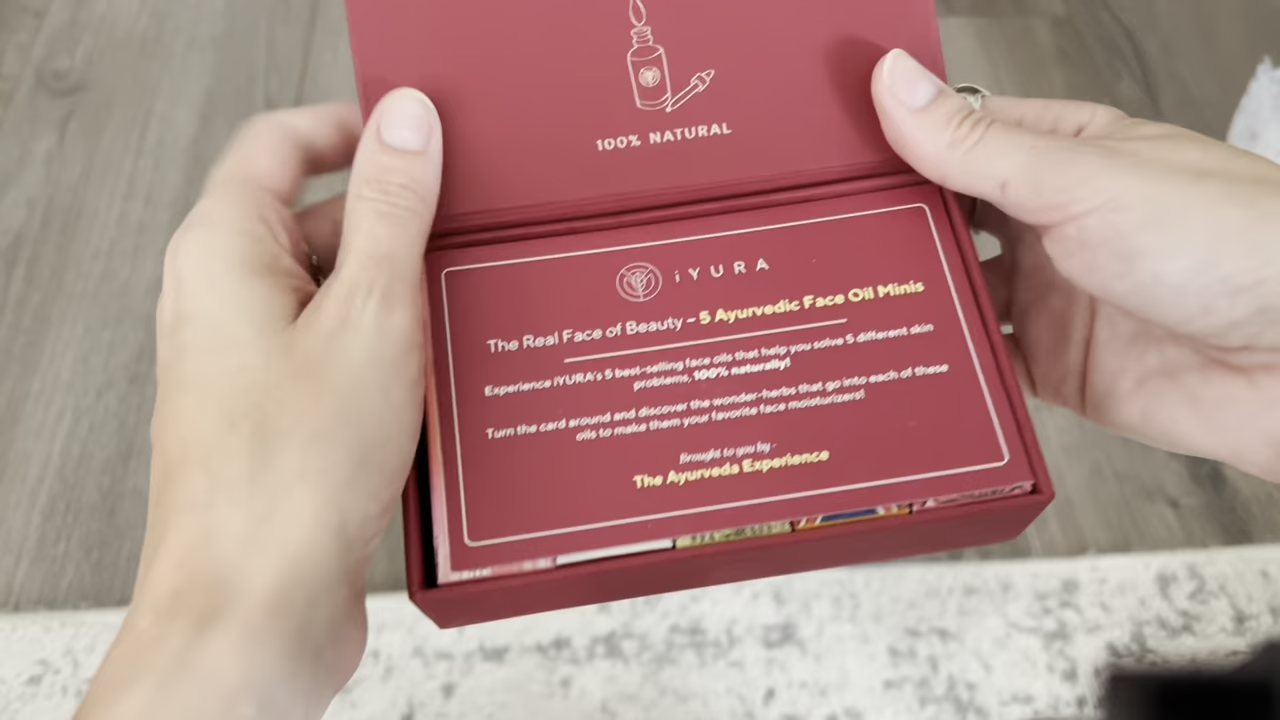 100% NATURAL
iYURA
The Real Face of Beauty - 5 Ayurvedic Face Oil Minis
Experience iYURA's 5 best-selling face oils that help you solve 5 different skin
problems, 100% naturally!
Turn the card around and discover the wonder-herbs that go into each of these
oils to make them your favorite face moisturizers!
Brought to you by -
The Ayurveda Experience